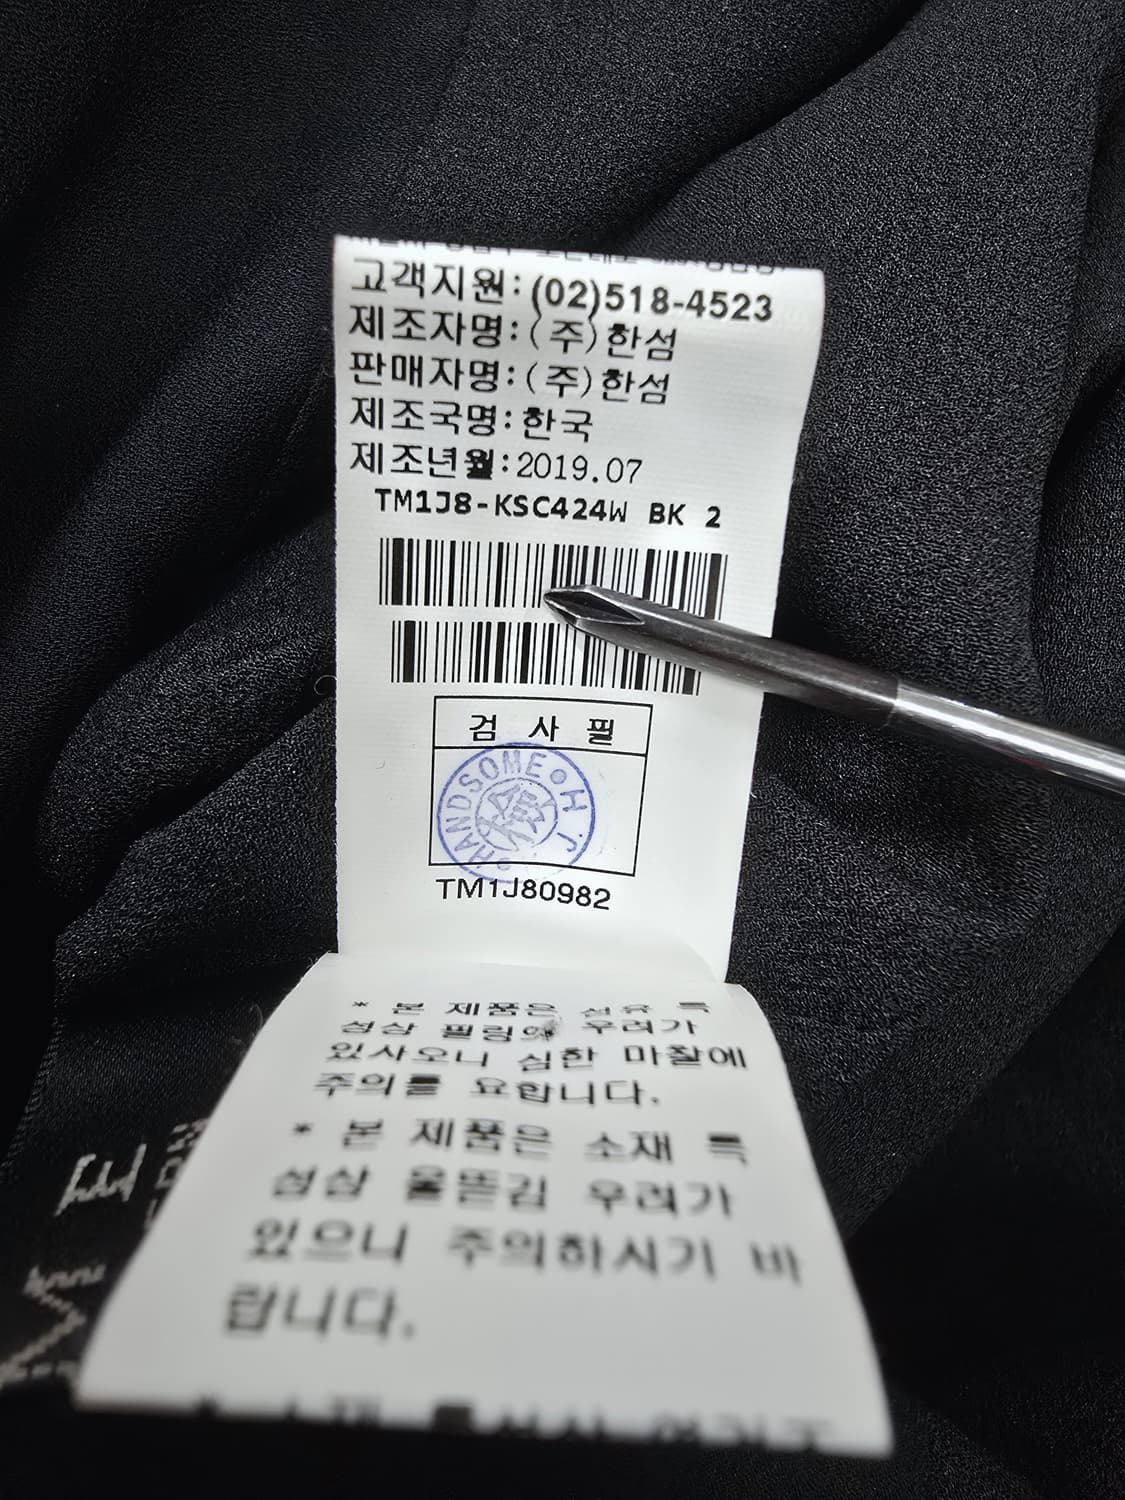 고객지원:(02)518-4523
제조자명:(주)한섬
판매자명:(주)한섬
제조국명:한국
제조년월:2019.07
TM1J8-KSC424W BK 2
검 사 필
HANDSOME H.J
TM1J80982
* 본 제품은 섬유 특
성상 필링의 우려가
있사오니 심한 마찰에
주의를 요합니다.
* 본 제품은 소재 특
성상 올뜯김 우려가
있으니 주의하시기 바
랍니다.